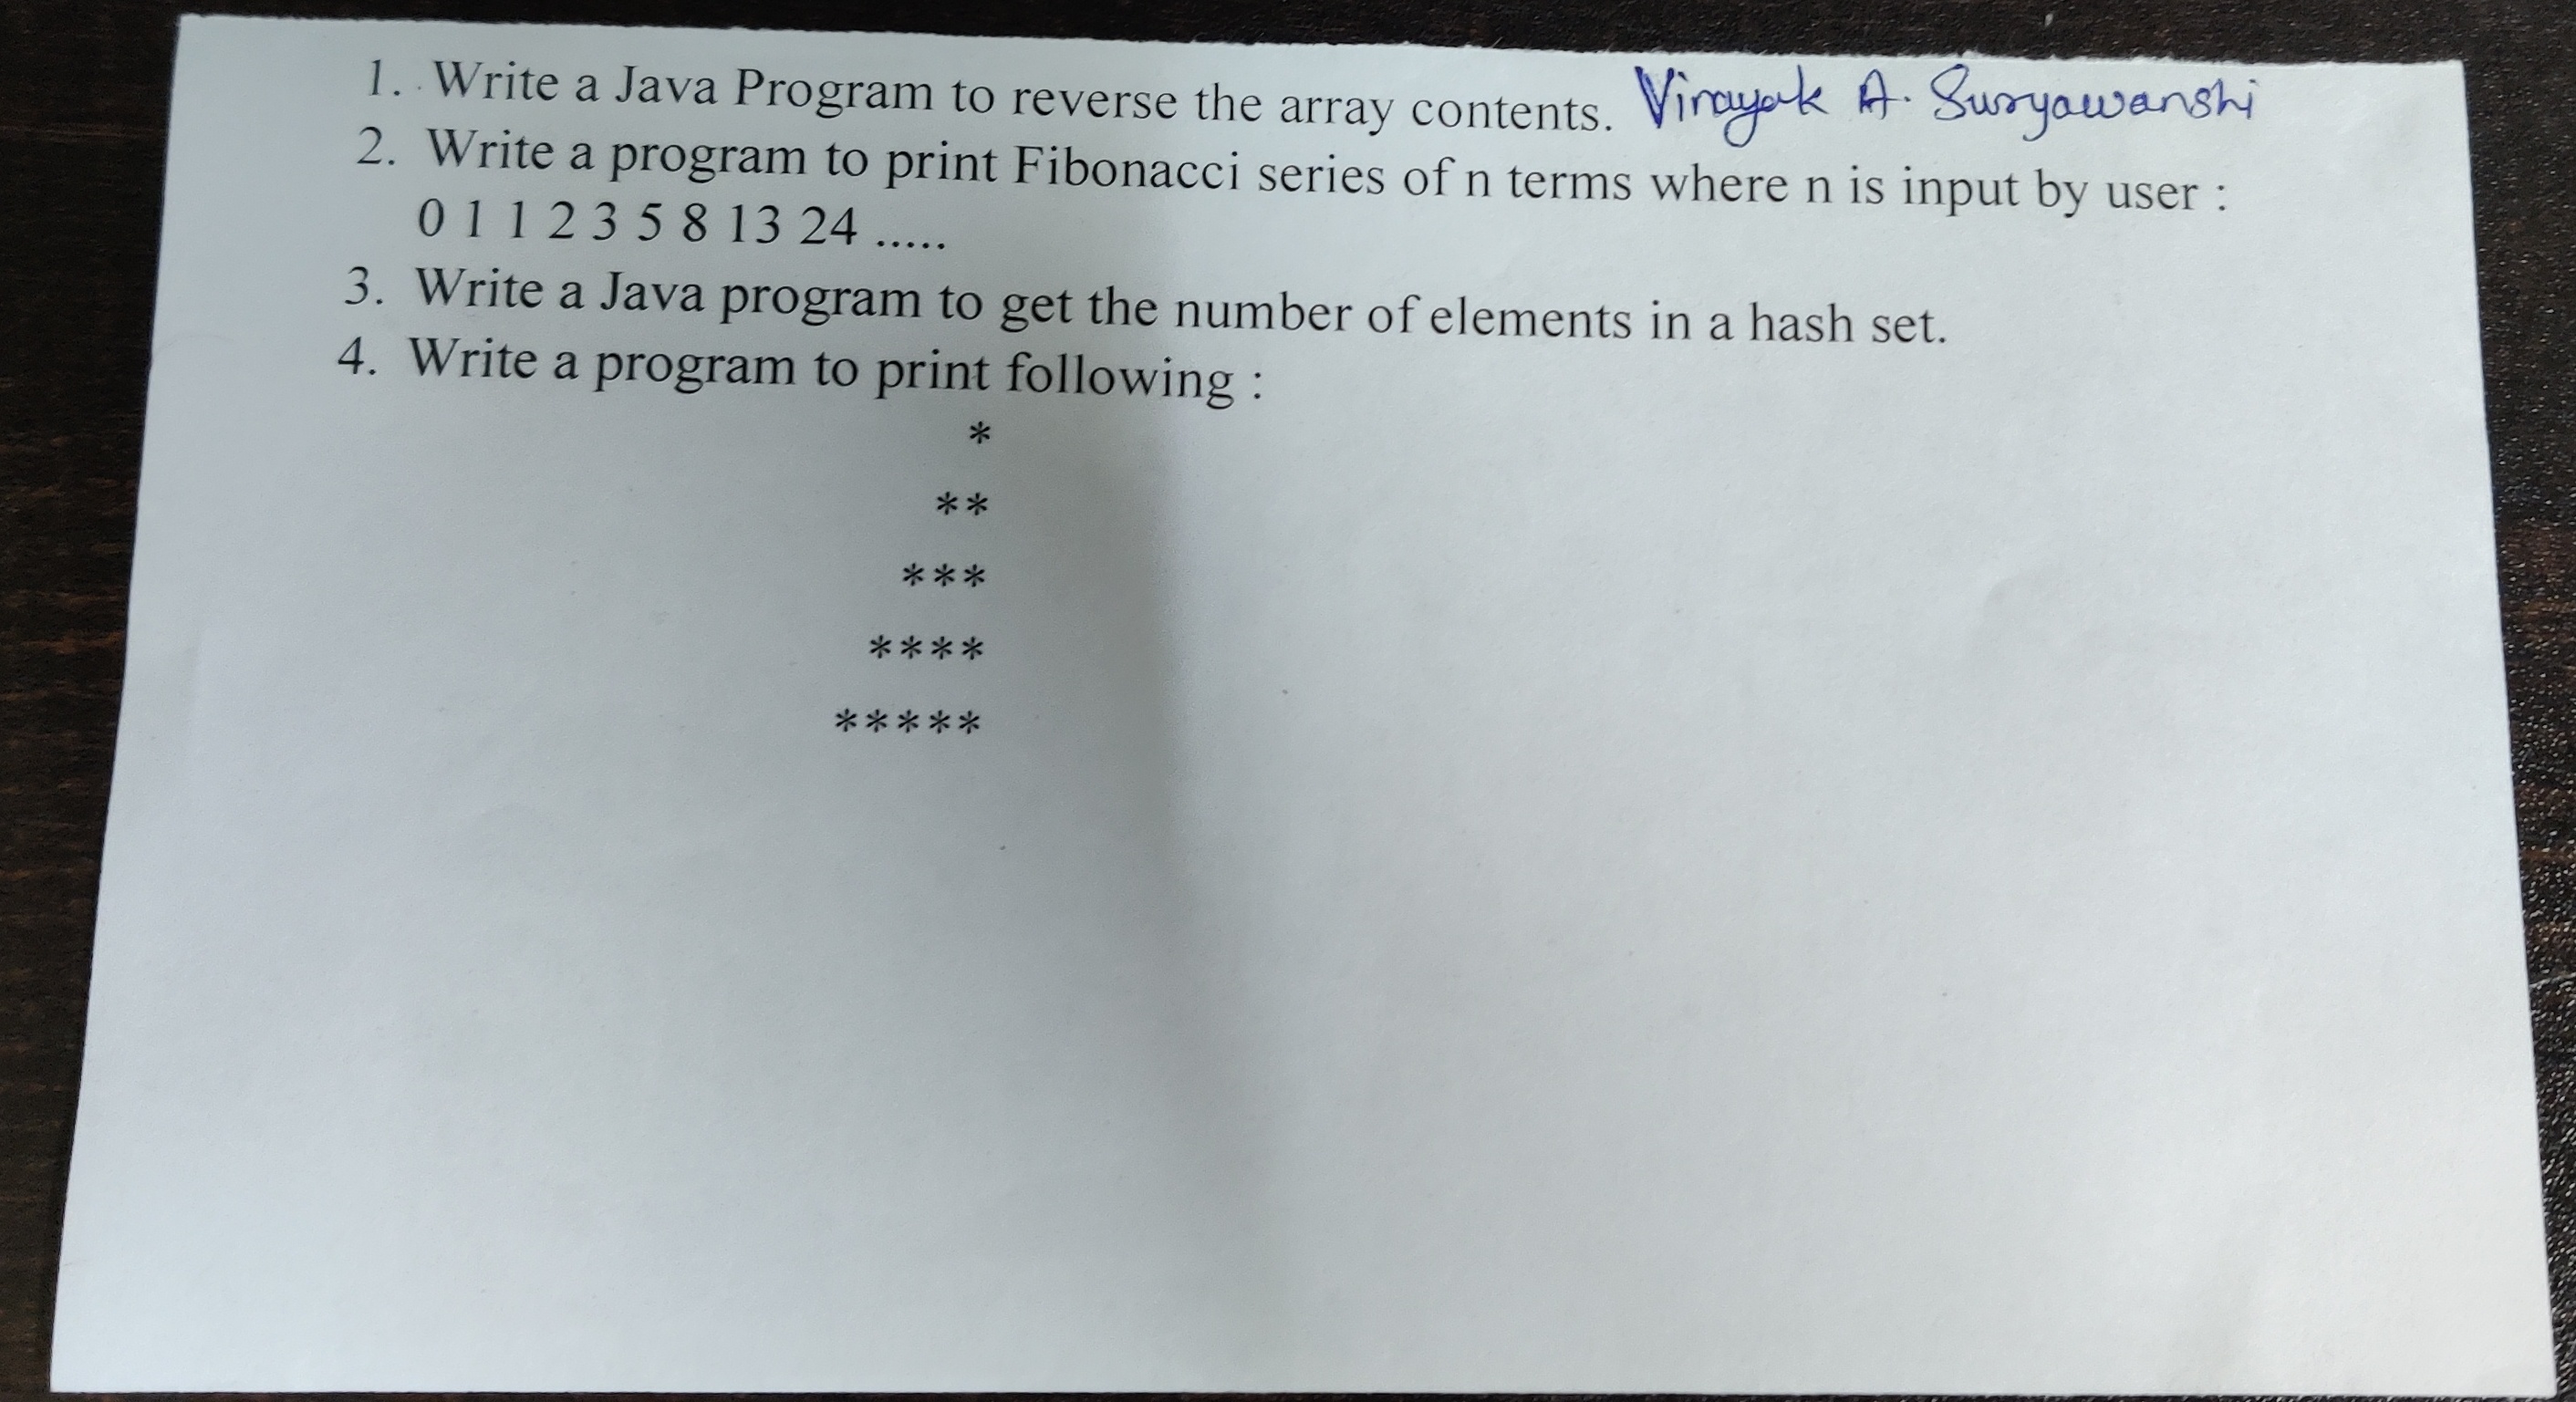 1. Write a Java Program to reverse the array contents. Vinayak A. Suryawanshi
2. Write a program to print Fibonacci series of n terms where n is input by user :
0 1 1 2 3 5 8 13 24 .....
3. Write a Java program to get the number of elements in a hash set.
4. Write a program to print following :
*
**
***
****
*****